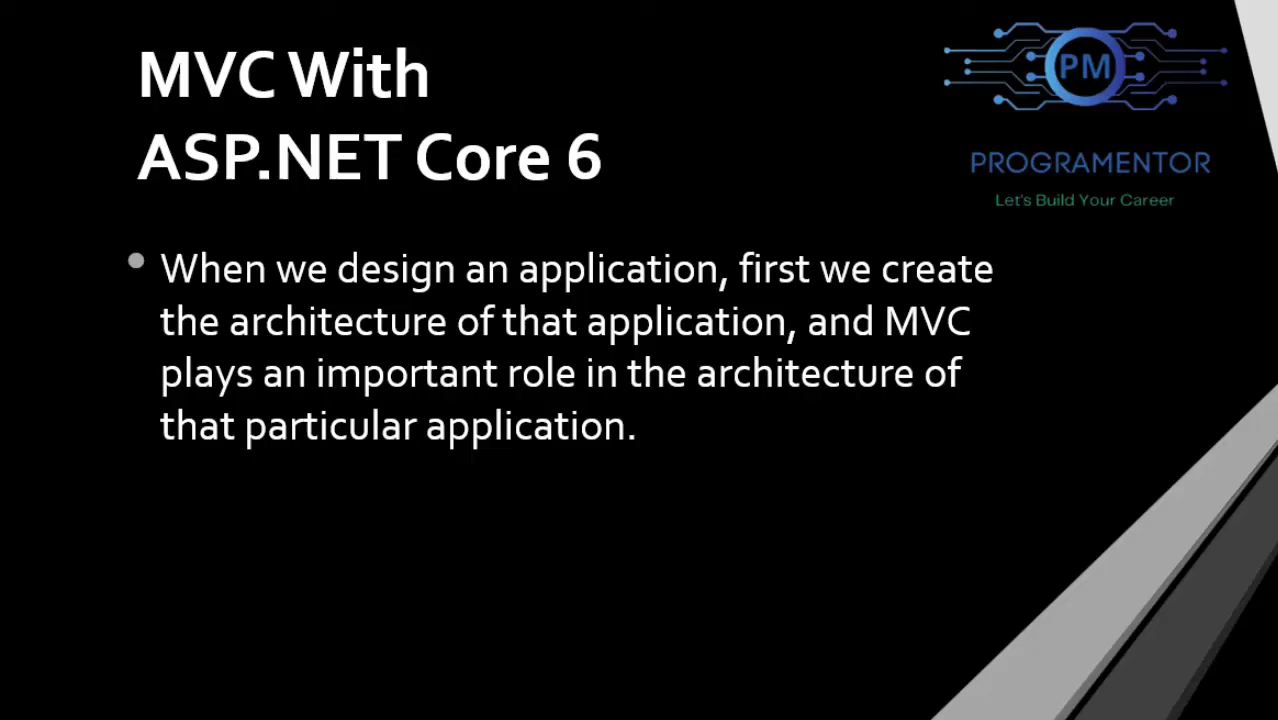 MVC With
ASP.NET Core 6
PM
PROGRAMENTOR
Let's Build Your Career
When we design an application, first we create
the architecture of that application, and MVC
plays an important role in the architecture of
that particular application.